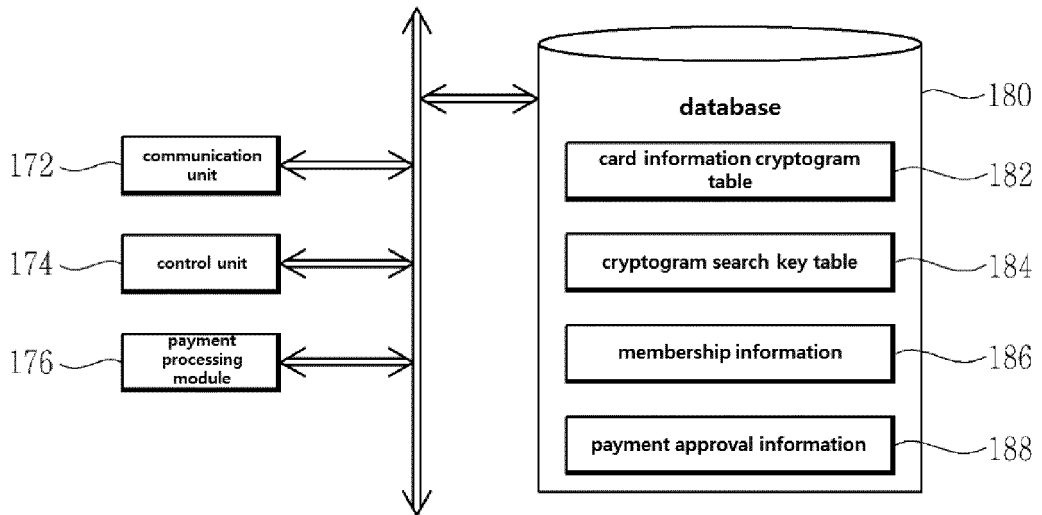 172
communication
unit
174
control unit
176
payment
processing
module
database
180
card information cryptogram
table
182
cryptogram search key table
184
membership information
186
payment approval information
188